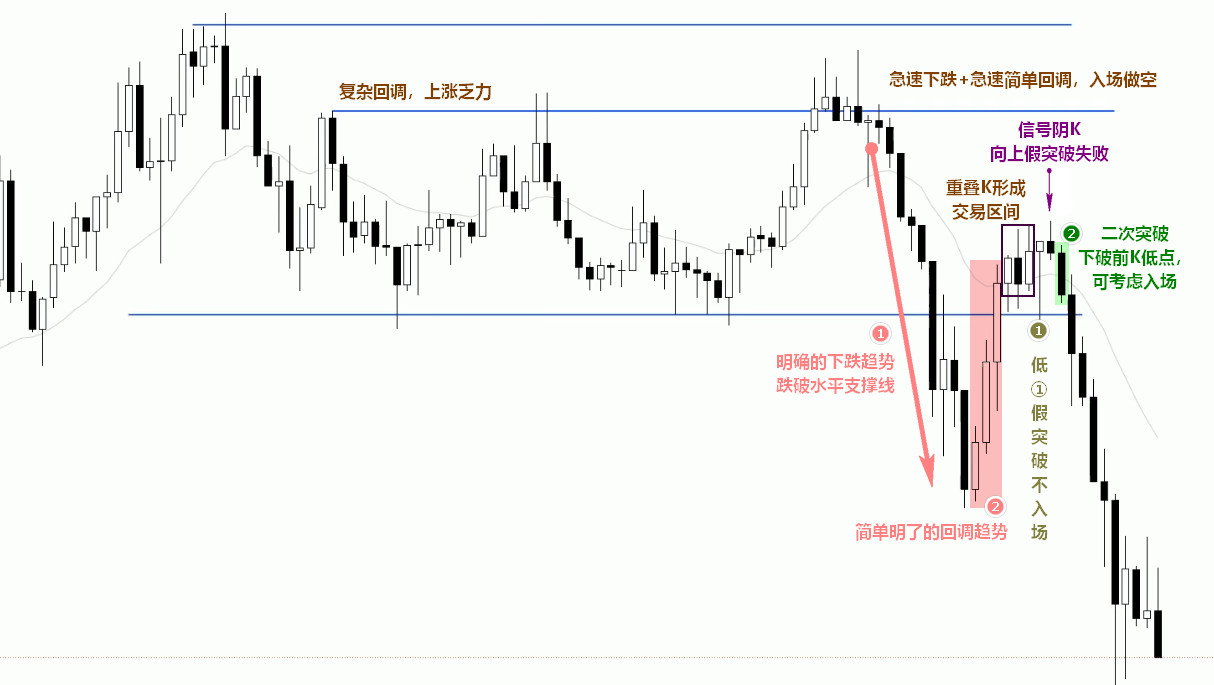 复杂回调，上涨乏力
急速下跌+急速简单回调，入场做空
信号阴K
向上假突破失败
重叠K形成
交易区间
2
二次突破
下破前K低点，
可考虑入场
1
明确的下跌趋势
跌破水平支撑线
1
低
①
假
突
破
不
入
场
2
简单明了的回调趋势